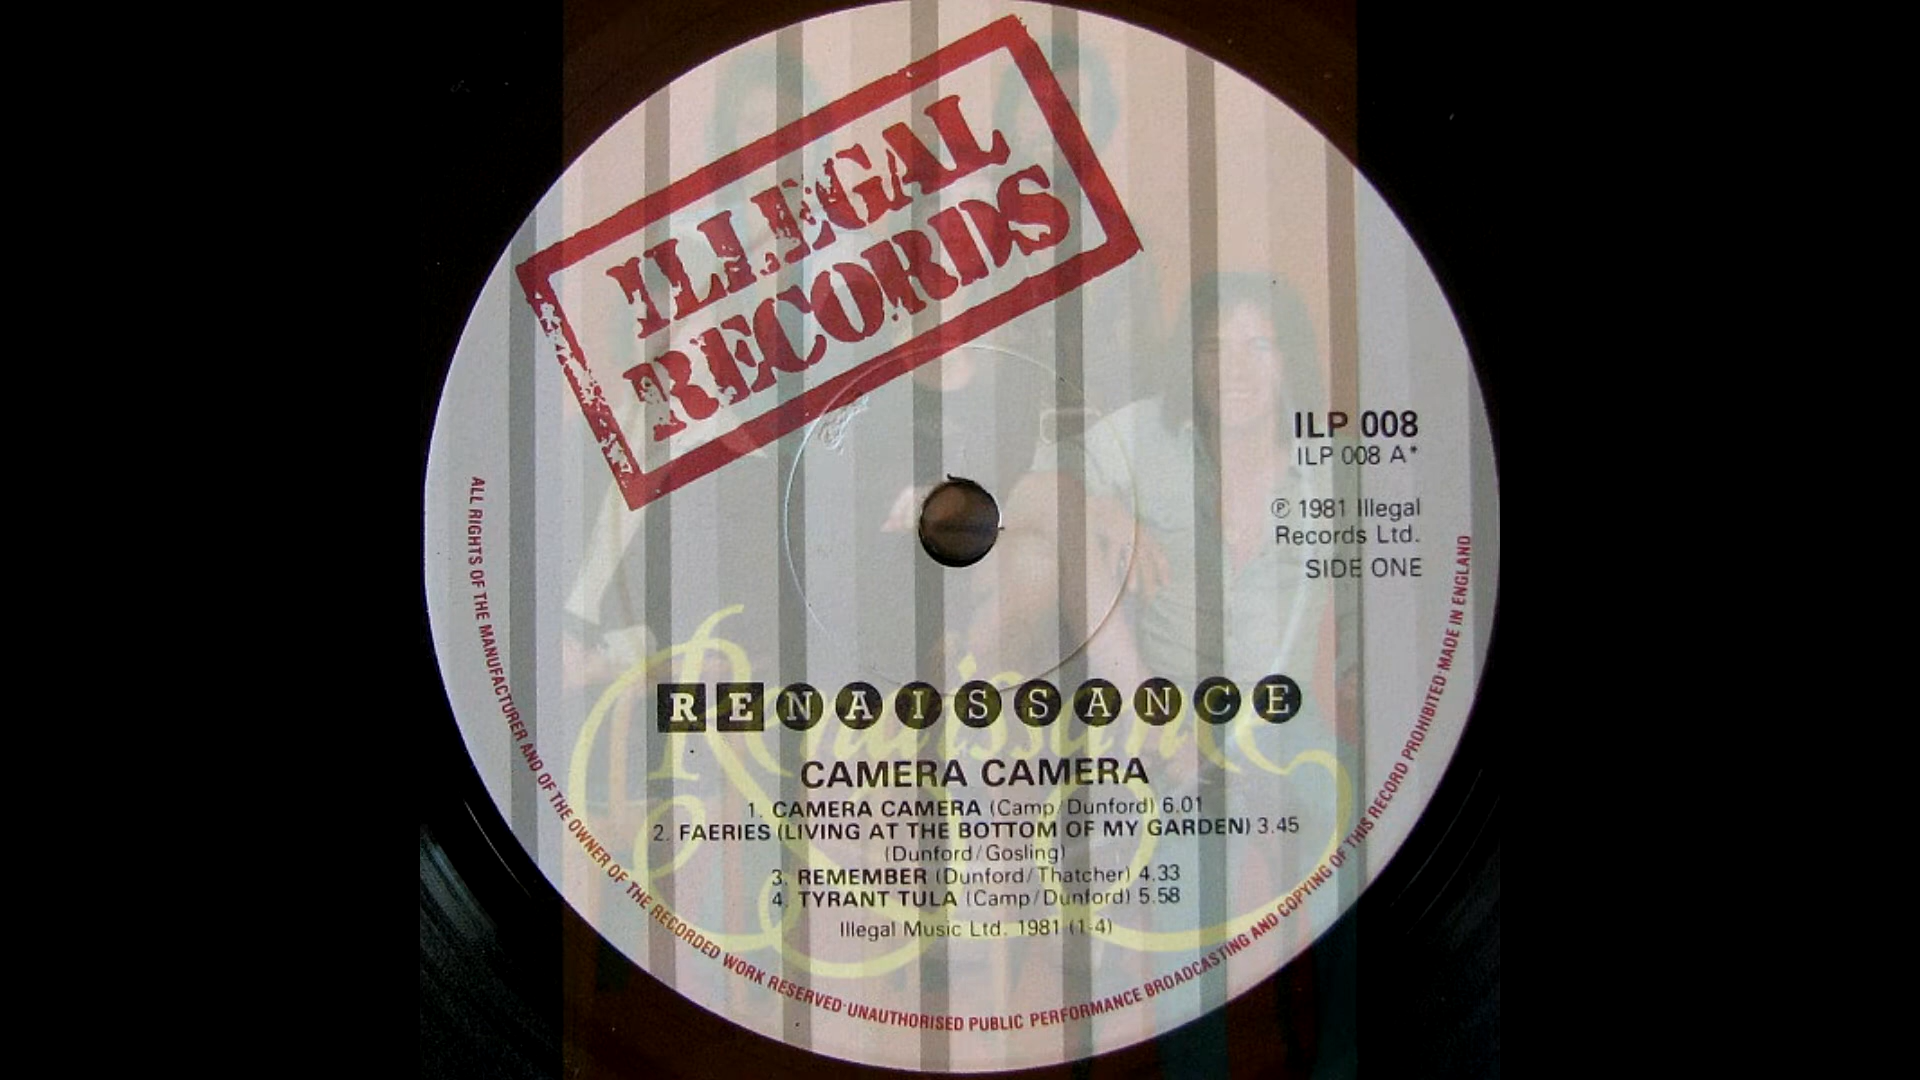 ILLEGAL
RECORDS
ILP 008
ILP 008 A*
℗ 1981 Illegal
Records Ltd.
SIDE ONE
RENAISSANCE
Renaissance
CAMERA CAMERA
1. CAMERA CAMERA (Camp/Dunford) 6.01
2. FAERIES (LIVING AT THE BOTTOM OF MY GARDEN) 3.45
(Dunford/Gosling)
3. REMEMBER (Dunford/Thatcher) 4.33
4. TYRANT TULA (Camp/Dunford) 5.58
Illegal Music Ltd. 1981 (1-4)
ALL RIGHTS OF THE MANUFACTURER AND OF THE OWNER OF THE RECORDED WORK RESERVED·UNAUTHORISED PUBLIC PERFORMANCE BROADCASTING AND COPYING OF THIS RECORD PROHIBITED·MADE IN ENGLAND